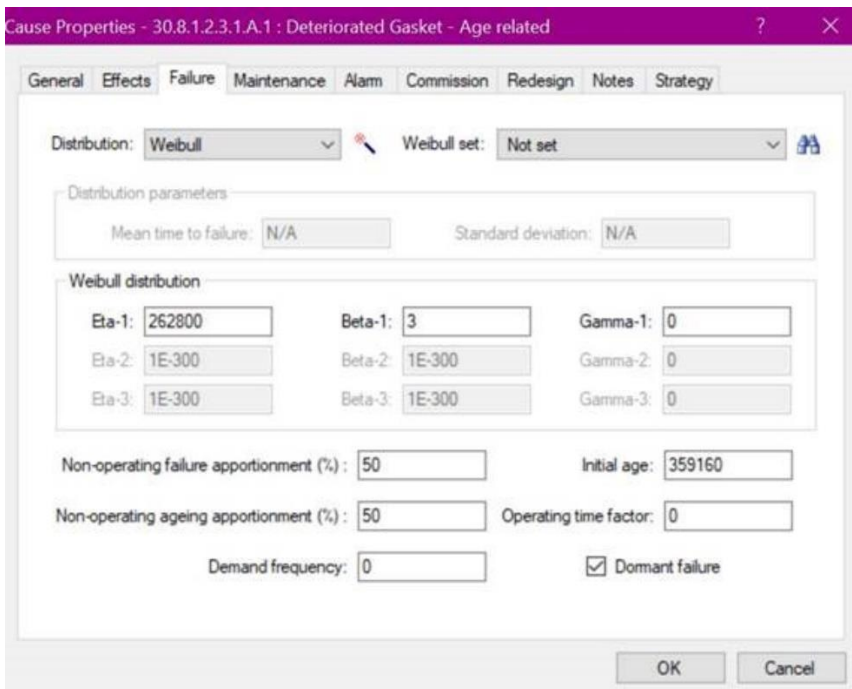 Cause Properties - 30.8.1.2.3.1.A.1 : Deteriorated Gasket - Age related ? X
General Effects Failure Maintenance Alarm Commission Redesign Notes Strategy
Distribution: Weibull Weibull set: Not set
Distribution parameters
Mean time to failure: N/A Standard deviation: N/A
Weibull distribution
Eta-1: 262800 Beta-1: 3 Gamma-1: 0
Eta-2: 1E-300 Beta-2: 1E-300 Gamma-2: 0
Eta-3: 1E-300 Beta-3: 1E-300 Gamma-3: 0
Non-operating failure apportionment (%) : 50 Initial age: 359160
Non-operating ageing apportionment (%) : 50 Operating time factor: 0
Demand frequency: 0 Dormant failure
OK Cancel